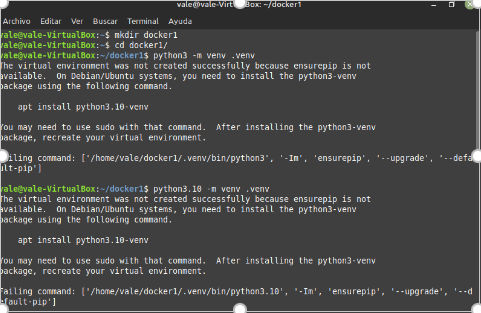 vale@vale-VirtualBox: ~/docker1
Archivo Editar Ver Buscar Terminal Ayuda
vale@vale-VirtualBox:~$ mkdir docker1
vale@vale-VirtualBox:~$ cd docker1/
vale@vale-VirtualBox:~/docker1$ python3 -m venv .venv
The virtual environment was not created successfully because ensurepip is not
available.  On Debian/Ubuntu systems, you need to install the python3-venv
package using the following command.
apt install python3.10-venv
You may need to use sudo with that command.  After installing the python3-venv
package, recreate your virtual environment.
Failing command: ['/home/vale/docker1/.venv/bin/python3', '-Im', 'ensurepip', '--upgrade', '--defa
ult-pip']
vale@vale-VirtualBox:~/docker1$ python3.10 -m venv .venv
The virtual environment was not created successfully because ensurepip is not
available.  On Debian/Ubuntu systems, you need to install the python3-venv
package using the following command.
apt install python3.10-venv
You may need to use sudo with that command.  After installing the python3-venv
package, recreate your virtual environment.
Failing command: ['/home/vale/docker1/.venv/bin/python3.10', '-Im', 'ensurepip', '--upgrade', '--d
efault-pip']